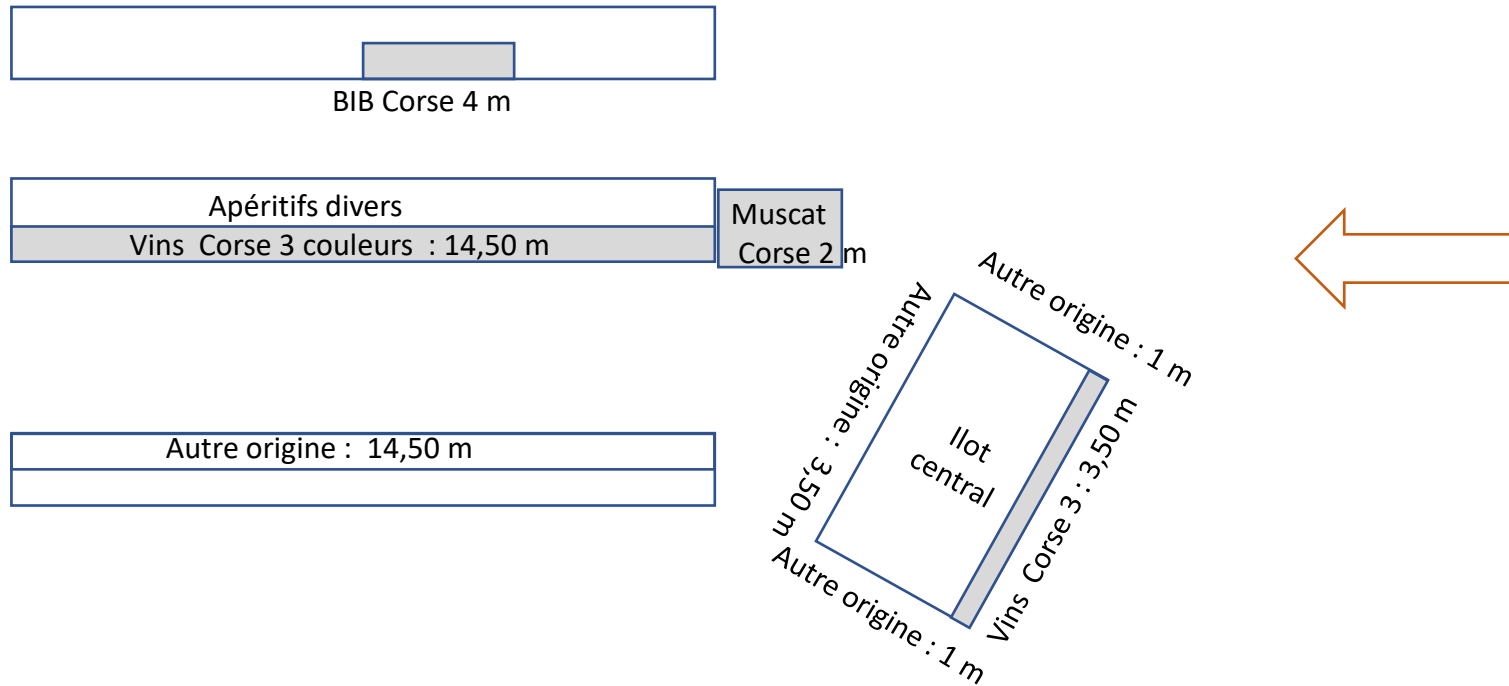 BIB Corse 4 m
Apéritifs divers
Vins  Corse 3 couleurs  : 14,50 m
Muscat
Corse 2 m
Autre origine : 1 m
Autre origine : 3,50 m
Ilot
central
Vins  Corse 3 : 3,50 m
Autre origine :  14,50 m
Autre origine : 1 m